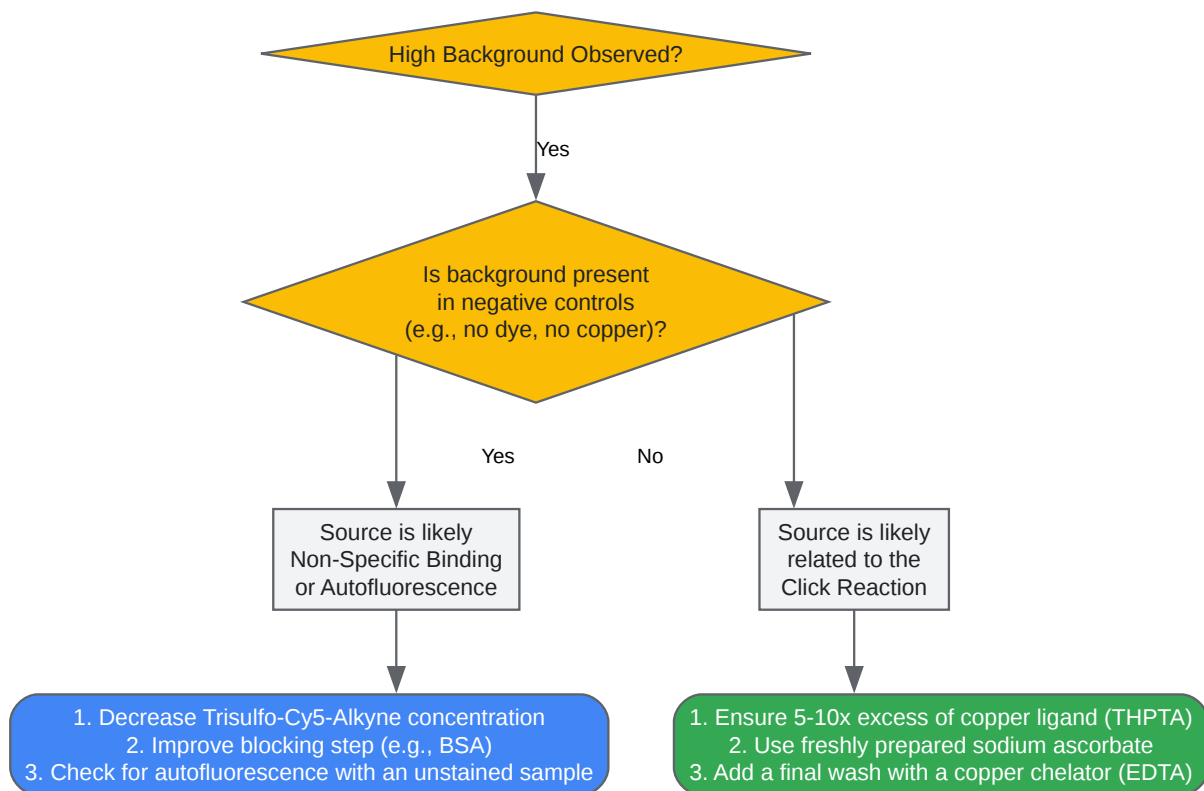 High Background Observed?
Yes
Is background present
in negative controls
(e.g., no dye, no copper)?
Yes
No
Source is likely
Non-Specific Binding
or Autofluorescence
Source is likely
related to the
Click Reaction
1. Decrease Trisulfo-Cy5-Alkyne concentration
2. Improve blocking step (e.g., BSA)
3. Check for autofluorescence with an unstained sample
1. Ensure 5-10x excess of copper ligand (THPTA)
2. Use freshly prepared sodium ascorbate
3. Add a final wash with a copper chelator (EDTA)